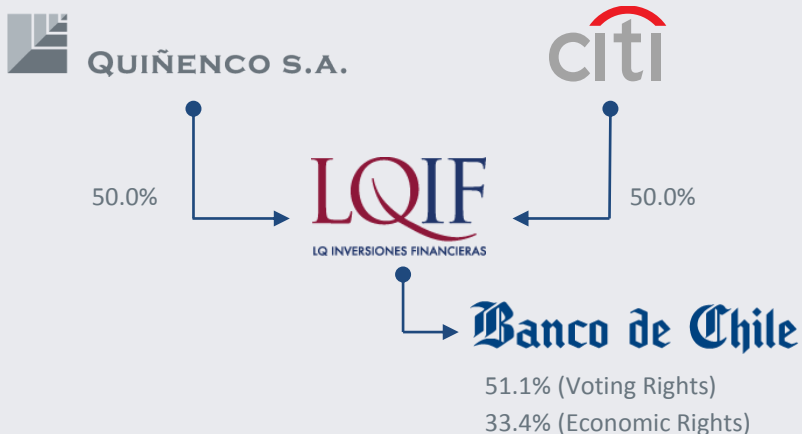 QUIÑENCO S.A.
citi
50.0%
LQIF
50.0%
LQ INVERSIONES FINANCIERAS
Banco de Chile
51.1% (Voting Rights)
33.4% (Economic Rights)